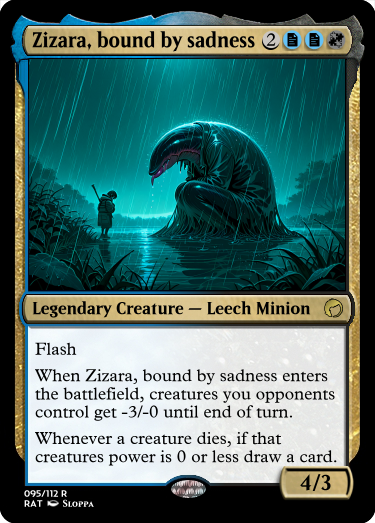 Zizara, bound by sadness 2
Legendary Creature — Leech Minion
Flash
When Zizara, bound by sadness enters
the battlefield, creatures you opponents
control get -3/-0 until end of turn.
Whenever a creature dies, if that
creatures power is 0 or less draw a card.
4/3
095/112 R
RAT Sloppa